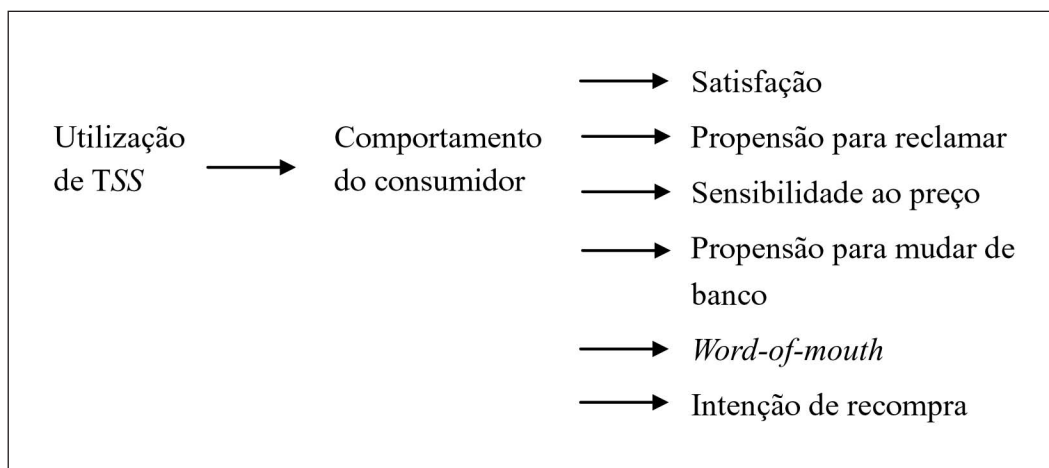 Utilização
de TSS
Comportamento
do consumidor
Satisfação
Propensão para reclamar
Sensibilidade ao preço
Propensão para mudar de
banco
Word-of-mouth
Intenção de recompra